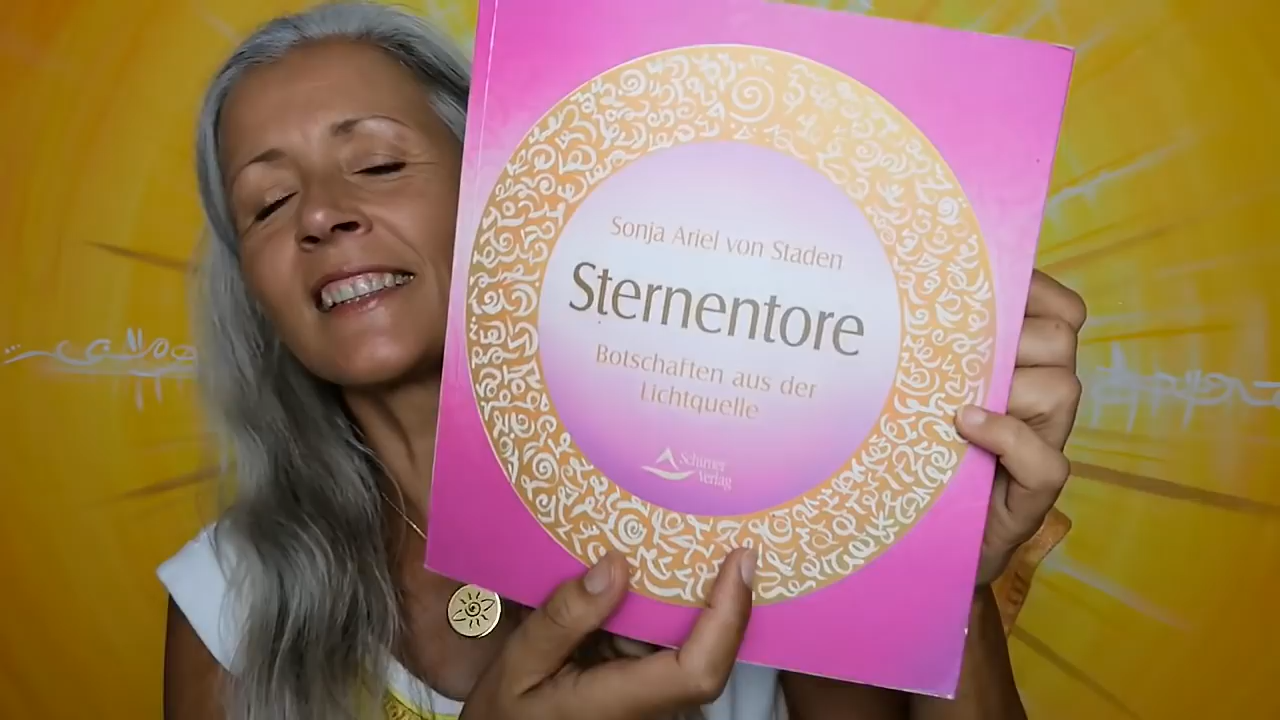 Sonja Ariel von Staden
Sternentore
Botschaften aus der
Lichtquelle
Schirner
Verlag